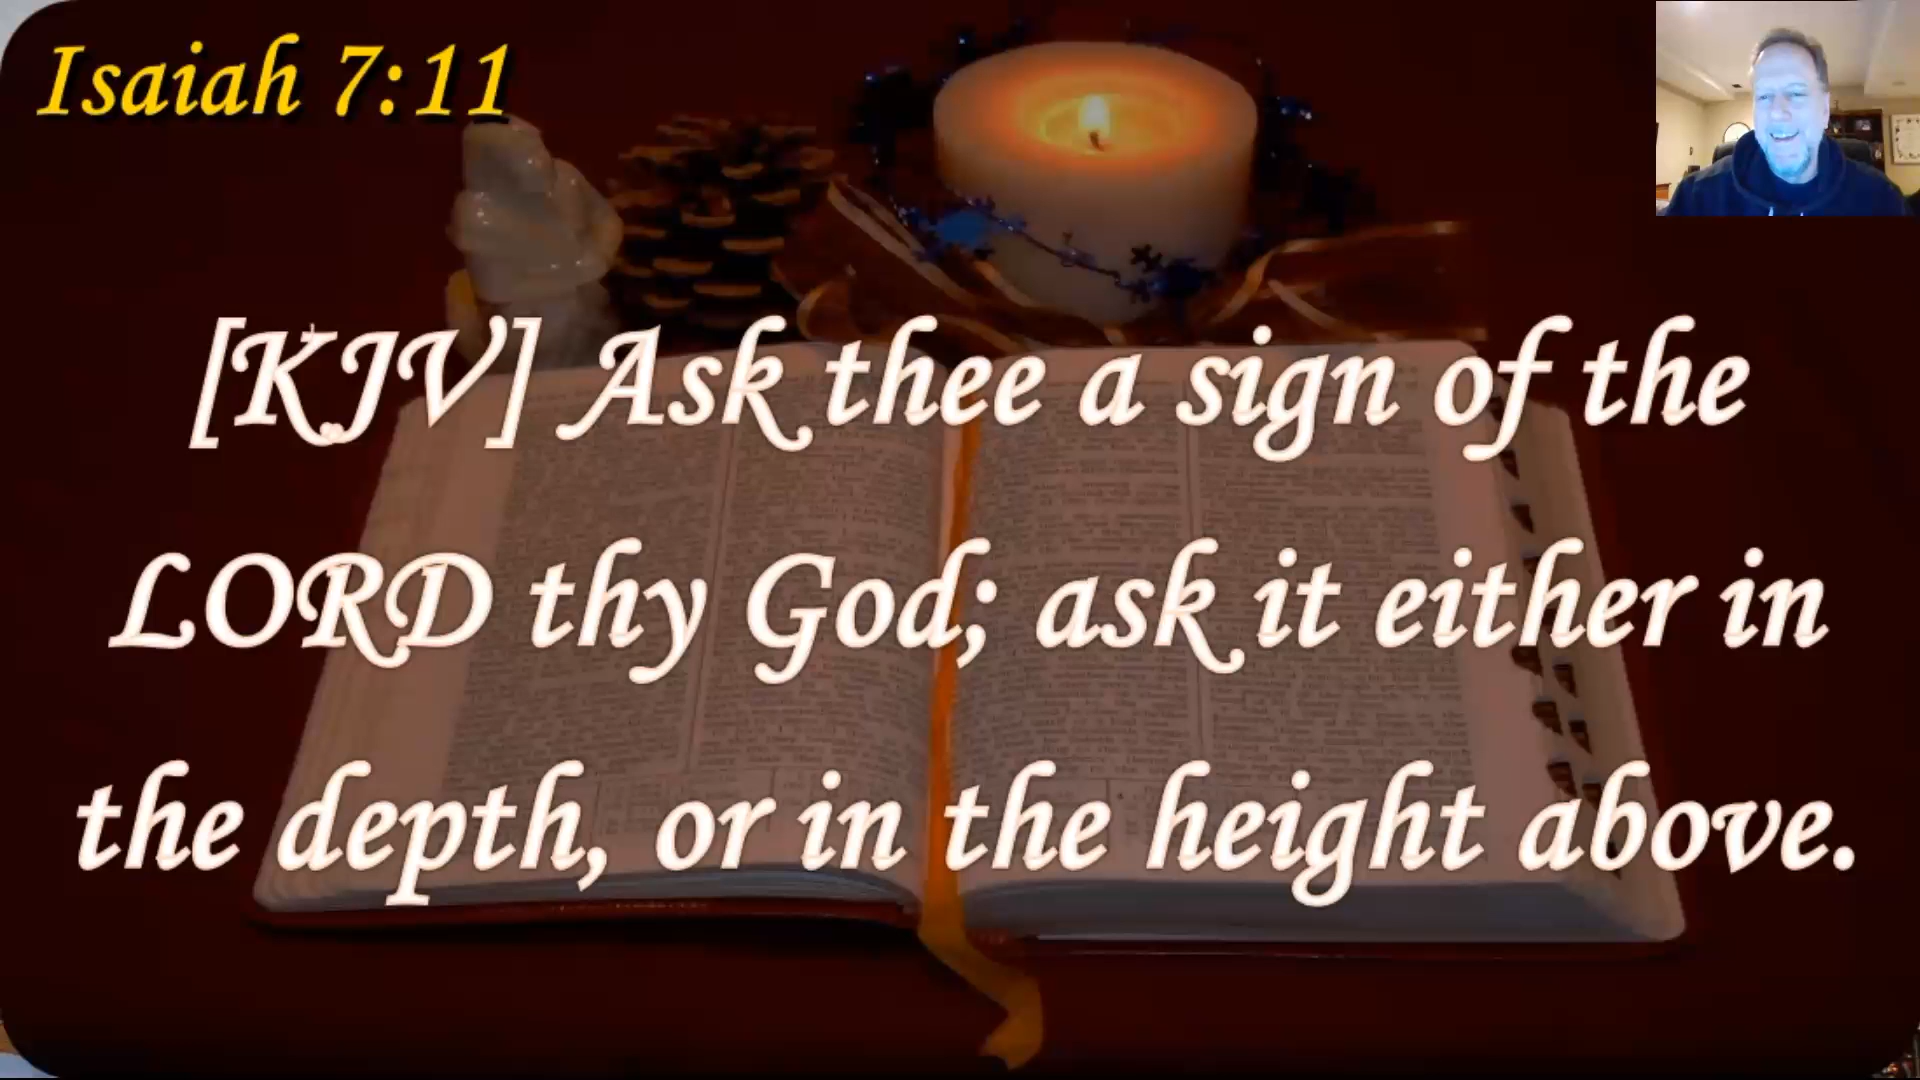 Isaiah 7:11
[KJV] Ask thee a sign of the
LORD thy God; ask it either in
the depth, or in the height above.